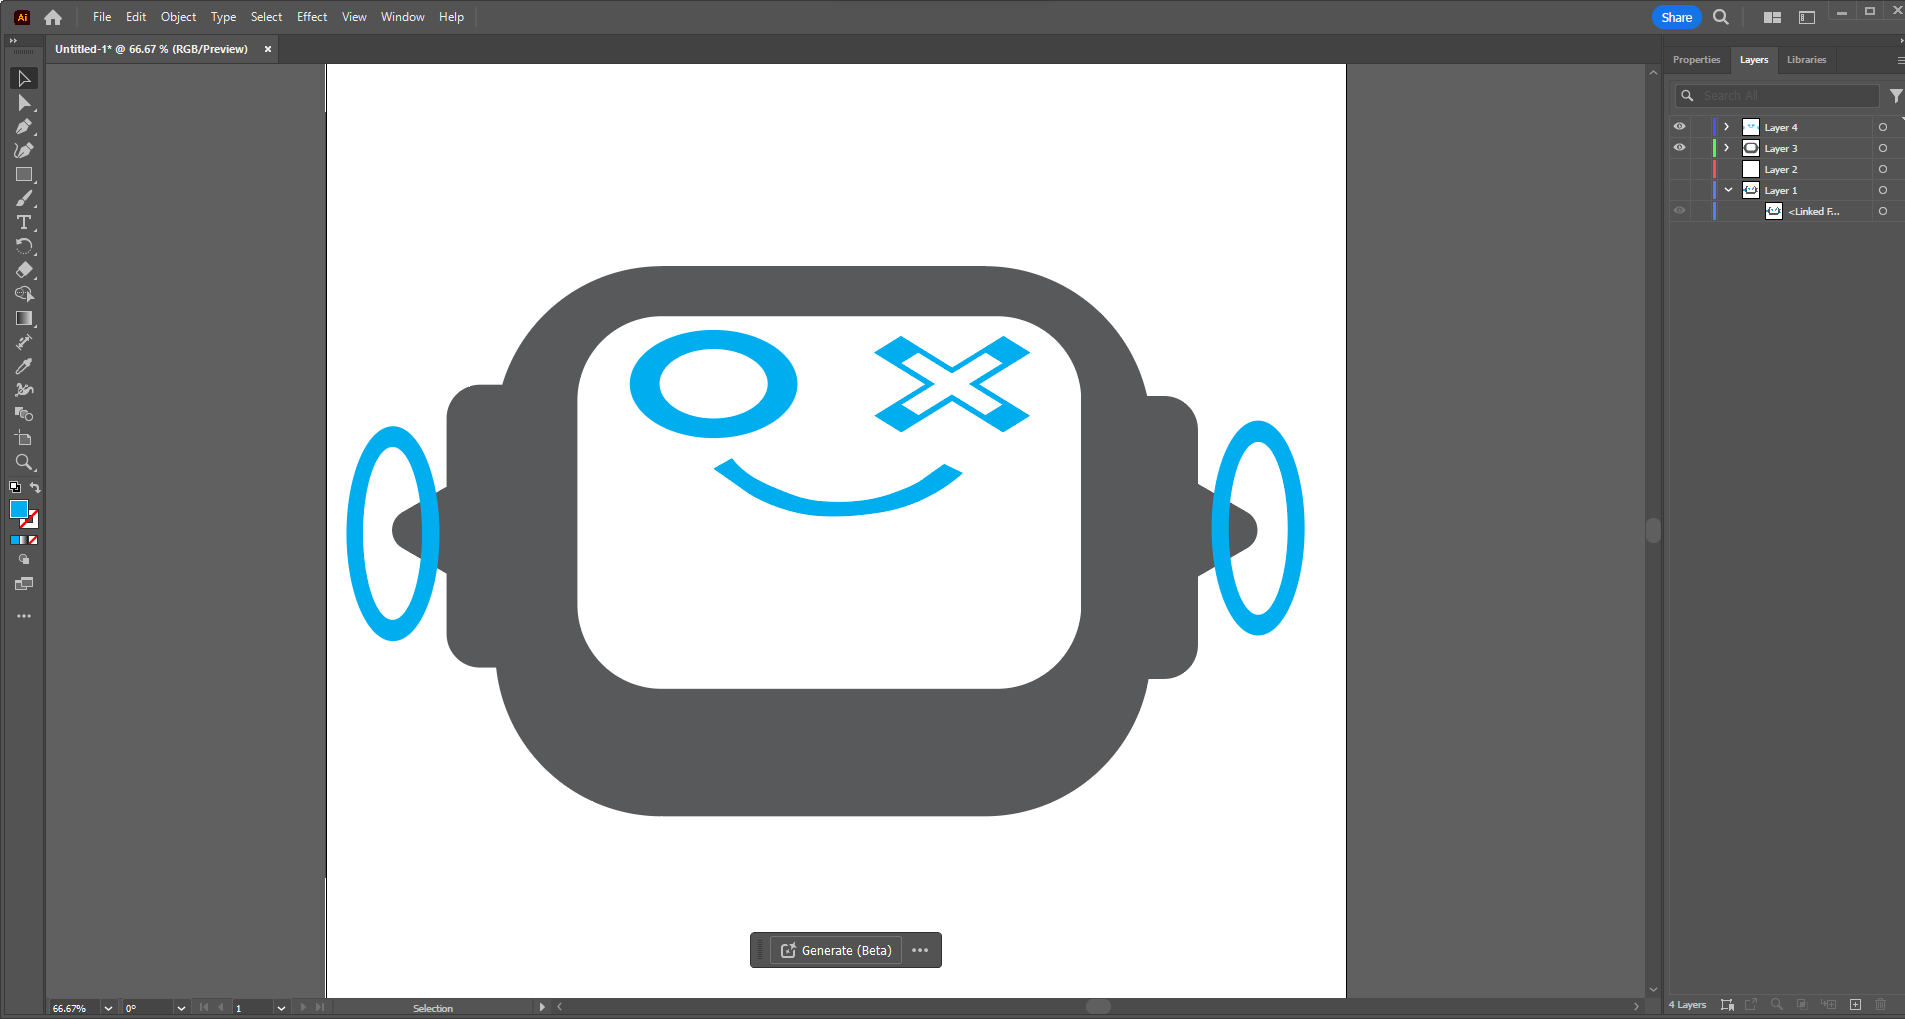 Ai File Edit Object Type Select Effect View Window Help Share
Untitled-1* @ 66.67 % (RGB/Preview) ×
Properties Layers Libraries
Search All
Layer 4
Layer 3
Layer 2
Layer 1
<Linked F...
T
Generate (Beta)
66.67% 0° 1 Selection 4 Layers